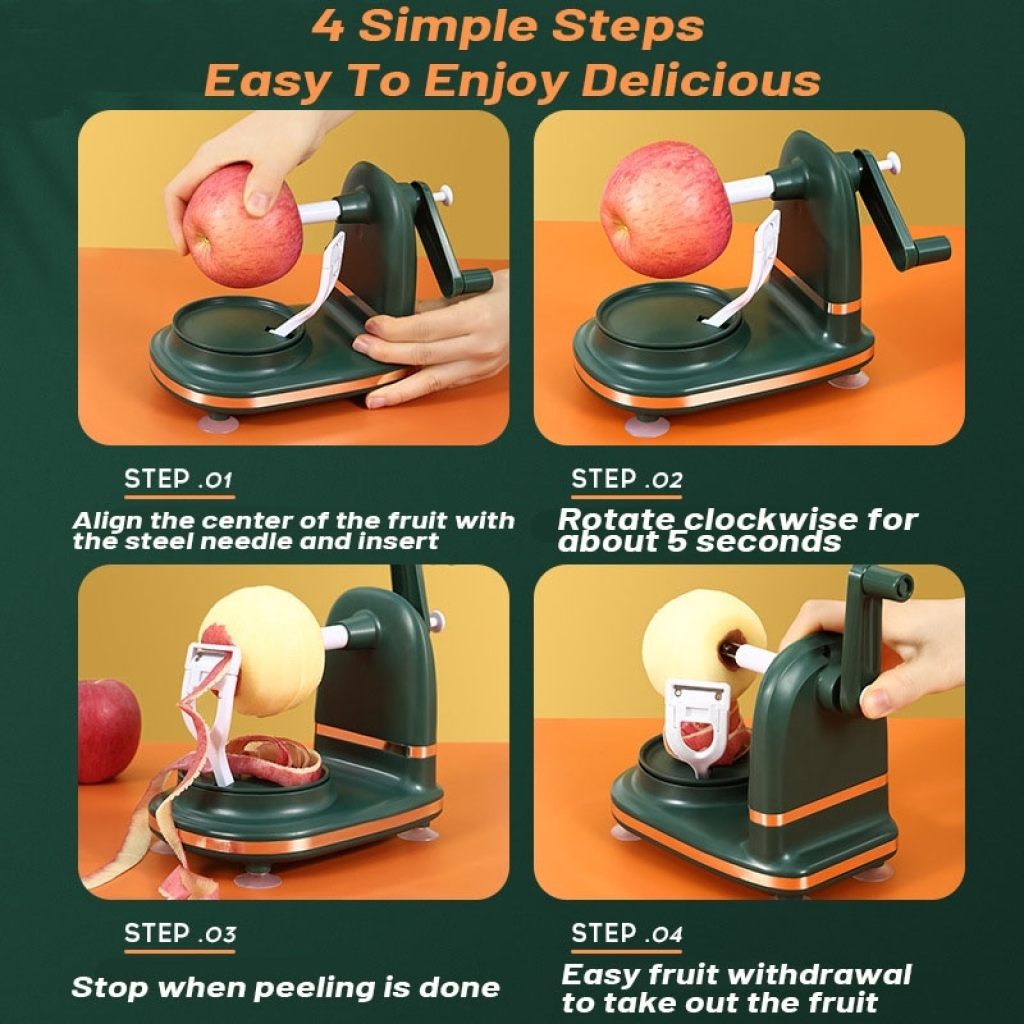 4 Simple Steps
Easy To Enjoy Delicious
STEP .01
Align the center of the fruit with
the steel needle and insert
STEP .02
Rotate clockwise for
about 5 seconds
STEP .03
Stop when peeling is done
STEP .04
Easy fruit withdrawal
to take out the fruit